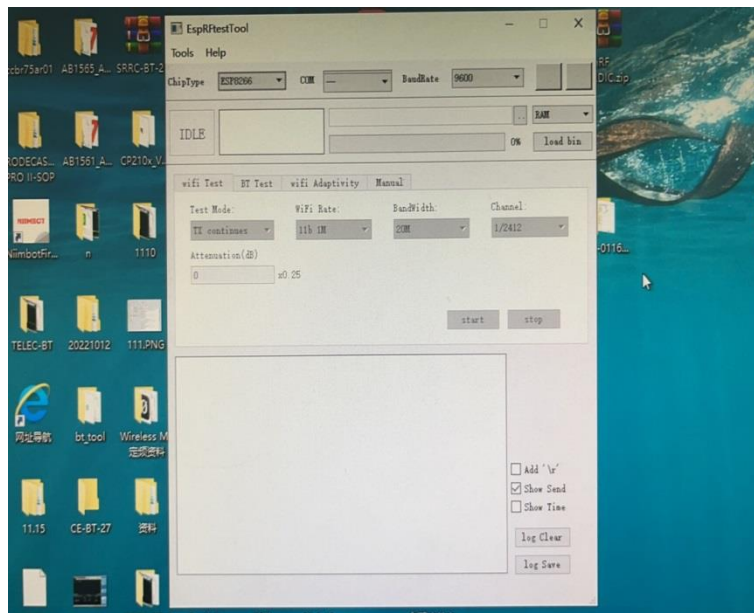 EspRFtestTool
Tools Help
ChipType ESP8266 COM --- BaudRate 9600
IDLE
.. RAM
0% load bin
wifi Test BT Test wifi Adaptivity Manual
Test Mode: WiFi Rate: BandWidth: Channel:
TX continues 11b 1M 20M 1/2412
Attenuation(dB)
0 x0.25
start stop
Add '\r'
Show Send
Show Time
log Clear
log Save
AB1565_A... SRRC-BT-2
AB1561_A... CP210x_V...
PRO II-SOP
NIIMBOT
NiimbotFir... n 1110
TELEC-BT 20221012 111.PNG
网址导航 bt_tool Wireless M
11.15 CE-BT-27 资料
RF
DIC.zip
-0116...